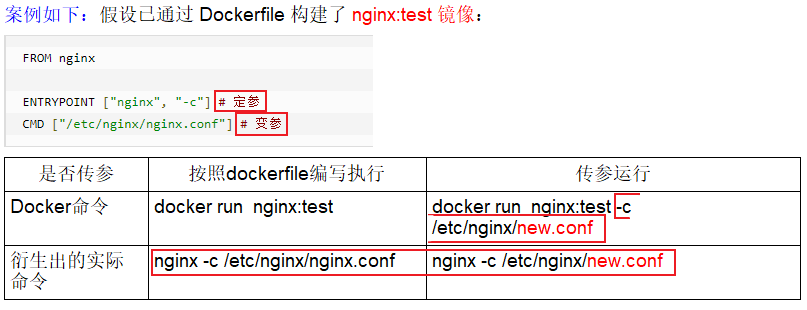 案例如下：假设已通过 Dockerfile 构建了 nginx:test 镜像：
FROM nginx
ENTRYPOINT ["nginx", "-c"] # 定参
CMD ["/etc/nginx/nginx.conf"] # 变参
是否传参 按照dockerfile编写执行 传参运行
Docker命令 docker run  nginx:test docker run  nginx:test -c
/etc/nginx/new.conf
衍生出的实际 nginx -c /etc/nginx/nginx.conf nginx -c /etc/nginx/new.conf
命令